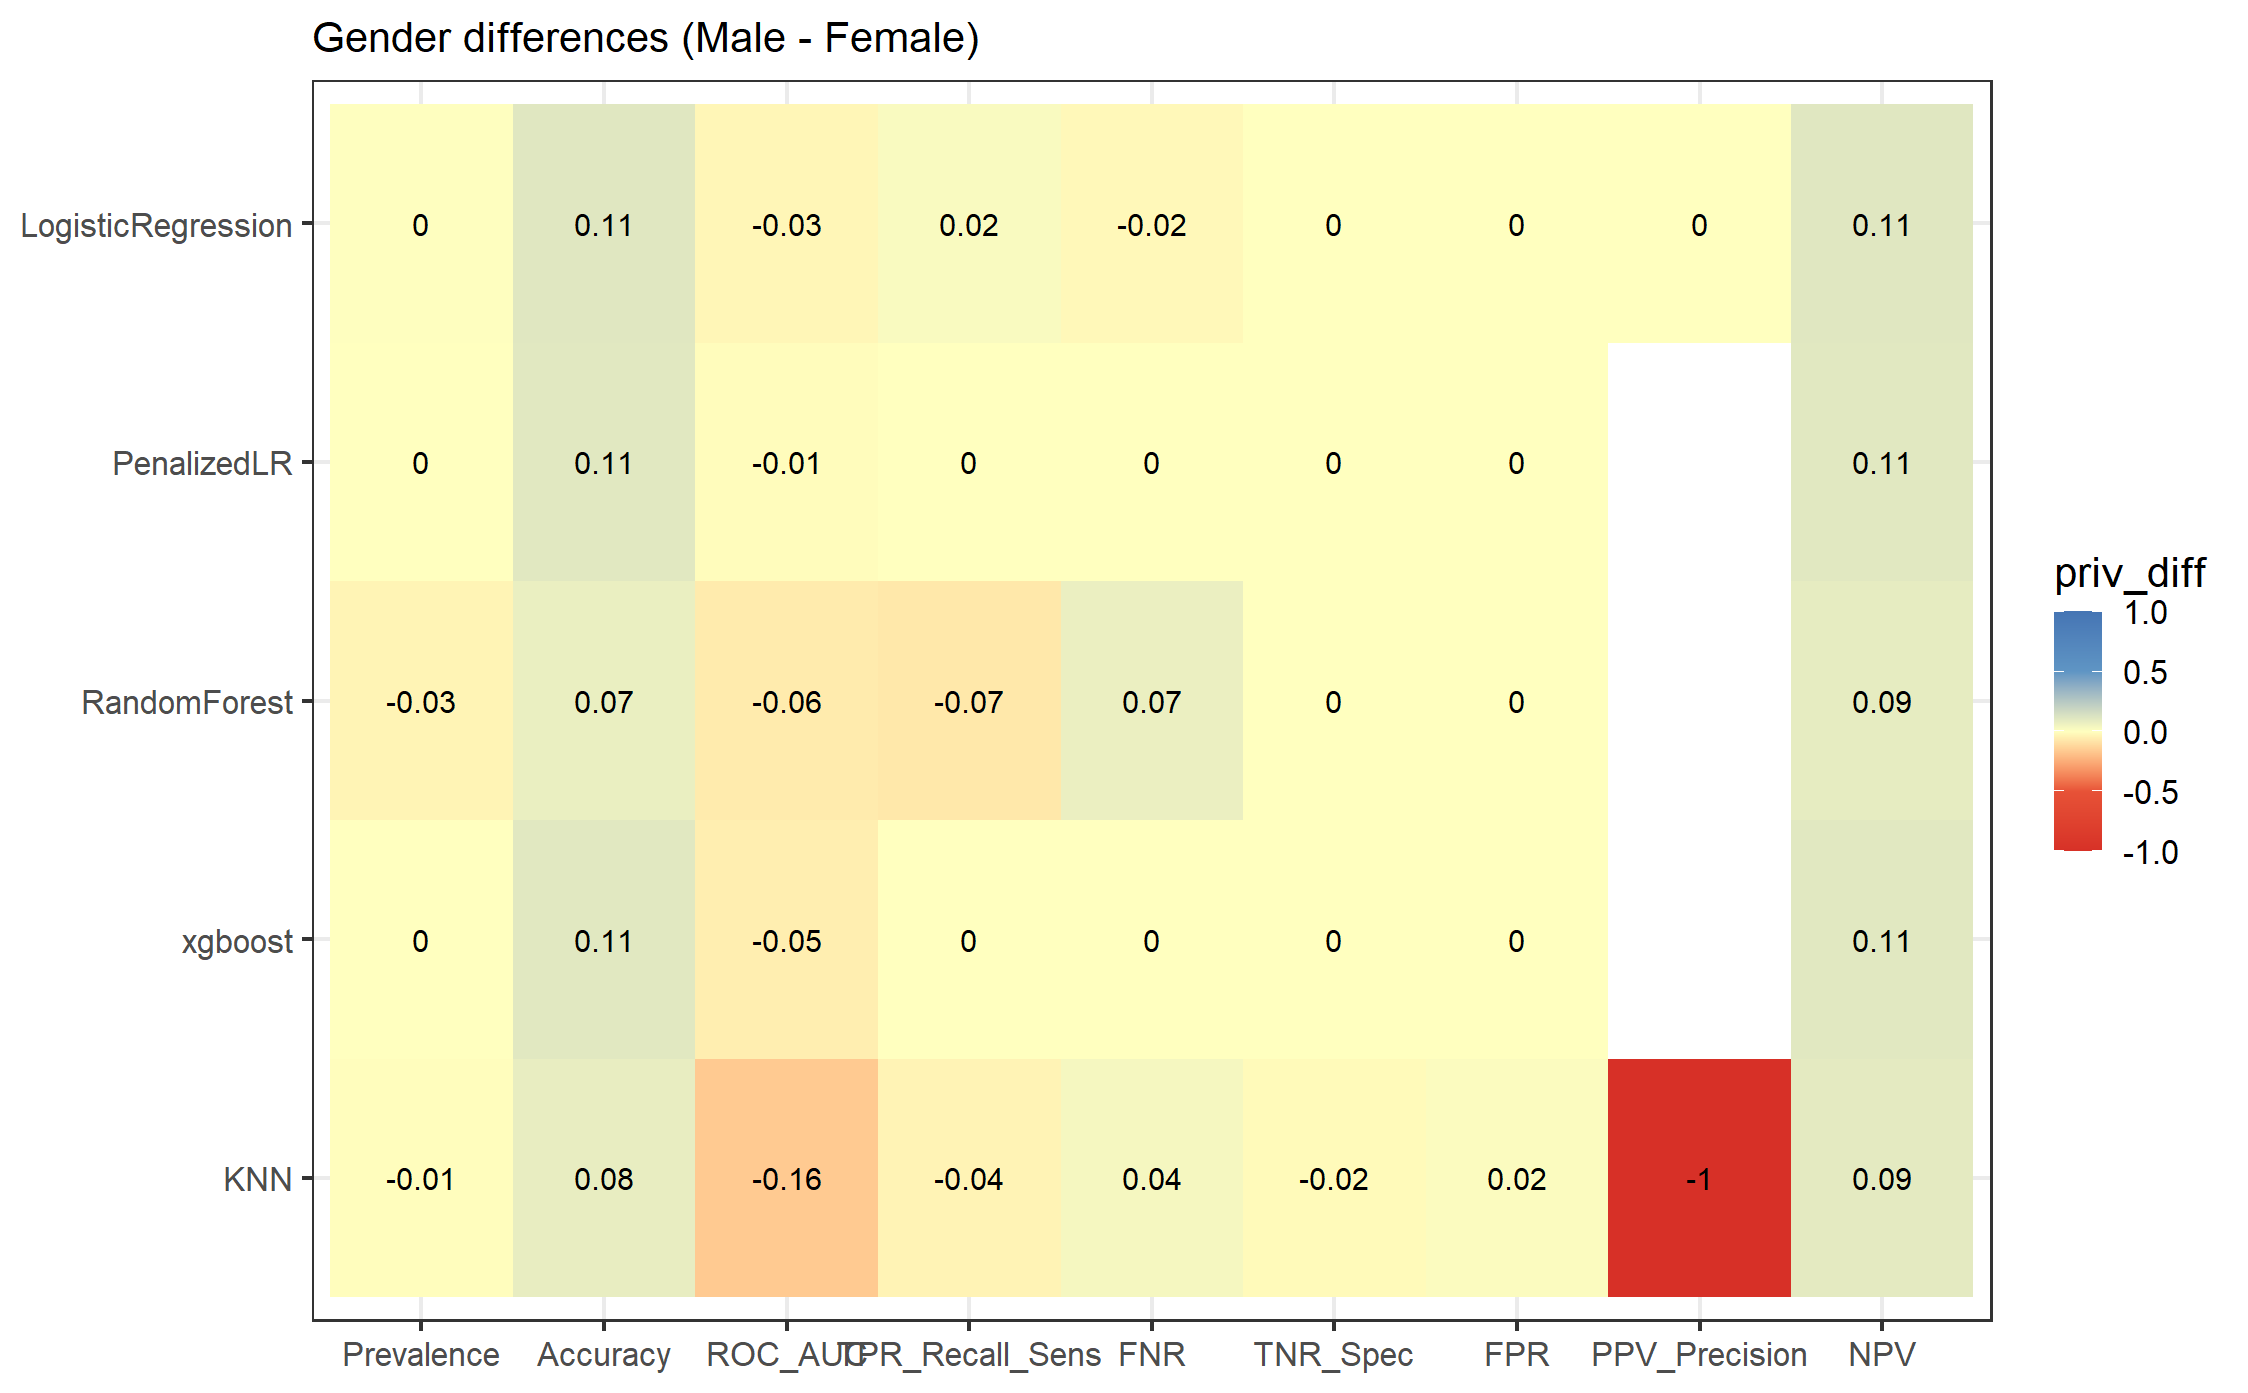 Gender differences (Male - Female)
LogisticRegression 0 0.11 -0.03 0.02 -0.02 0 0 0 0.11
PenalizedLR 0 0.11 -0.01 0 0 0 0 0.11
RandomForest -0.03 0.07 -0.06 -0.07 0.07 0 0 0.09
xgboost 0 0.11 -0.05 0 0 0 0 0.11
KNN -0.01 0.08 -0.16 -0.04 0.04 -0.02 0.02 -1 0.09
Prevalence Accuracy ROC_AUC TPR_Recall_Sens FNR TNR_Spec FPR PPV_Precision NPV
priv_diff
1.0
0.5
0.0
-0.5
-1.0